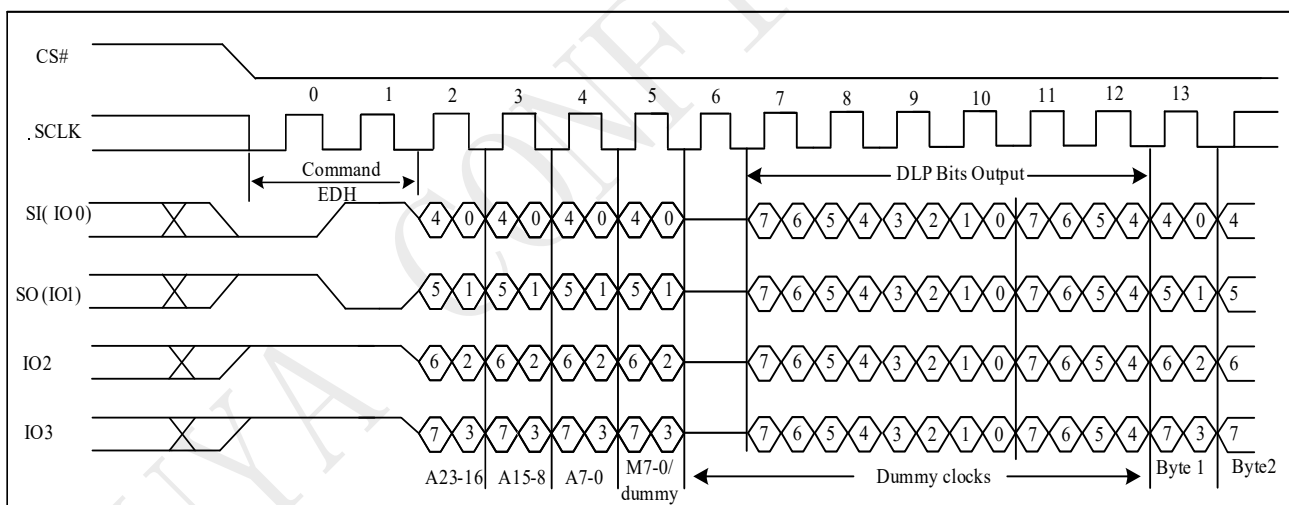 CS#
0 1 2 3 4 5 6 7 8 9 10 11 12 13
.SCLK
Command
EDH
DLP Bits Output
SI( IO0)
4 0 4 0 4 0 4 0 7 6 5 4 3 2 1 0 7 6 5 4 4 0 4
SO (IO1)
5 1 5 1 5 1 5 1 7 6 5 4 3 2 1 0 7 6 5 4 5 1 5
IO2
6 2 6 2 6 2 6 2 7 6 5 4 3 2 1 0 7 6 5 4 6 2 6
IO3
7 3 7 3 7 3 7 3 7 6 5 4 3 2 1 0 7 6 5 4 7 3 7
A23-16 A15-8 A7-0 M7-0/
dummy
Dummy clocks
Byte 1 Byte2